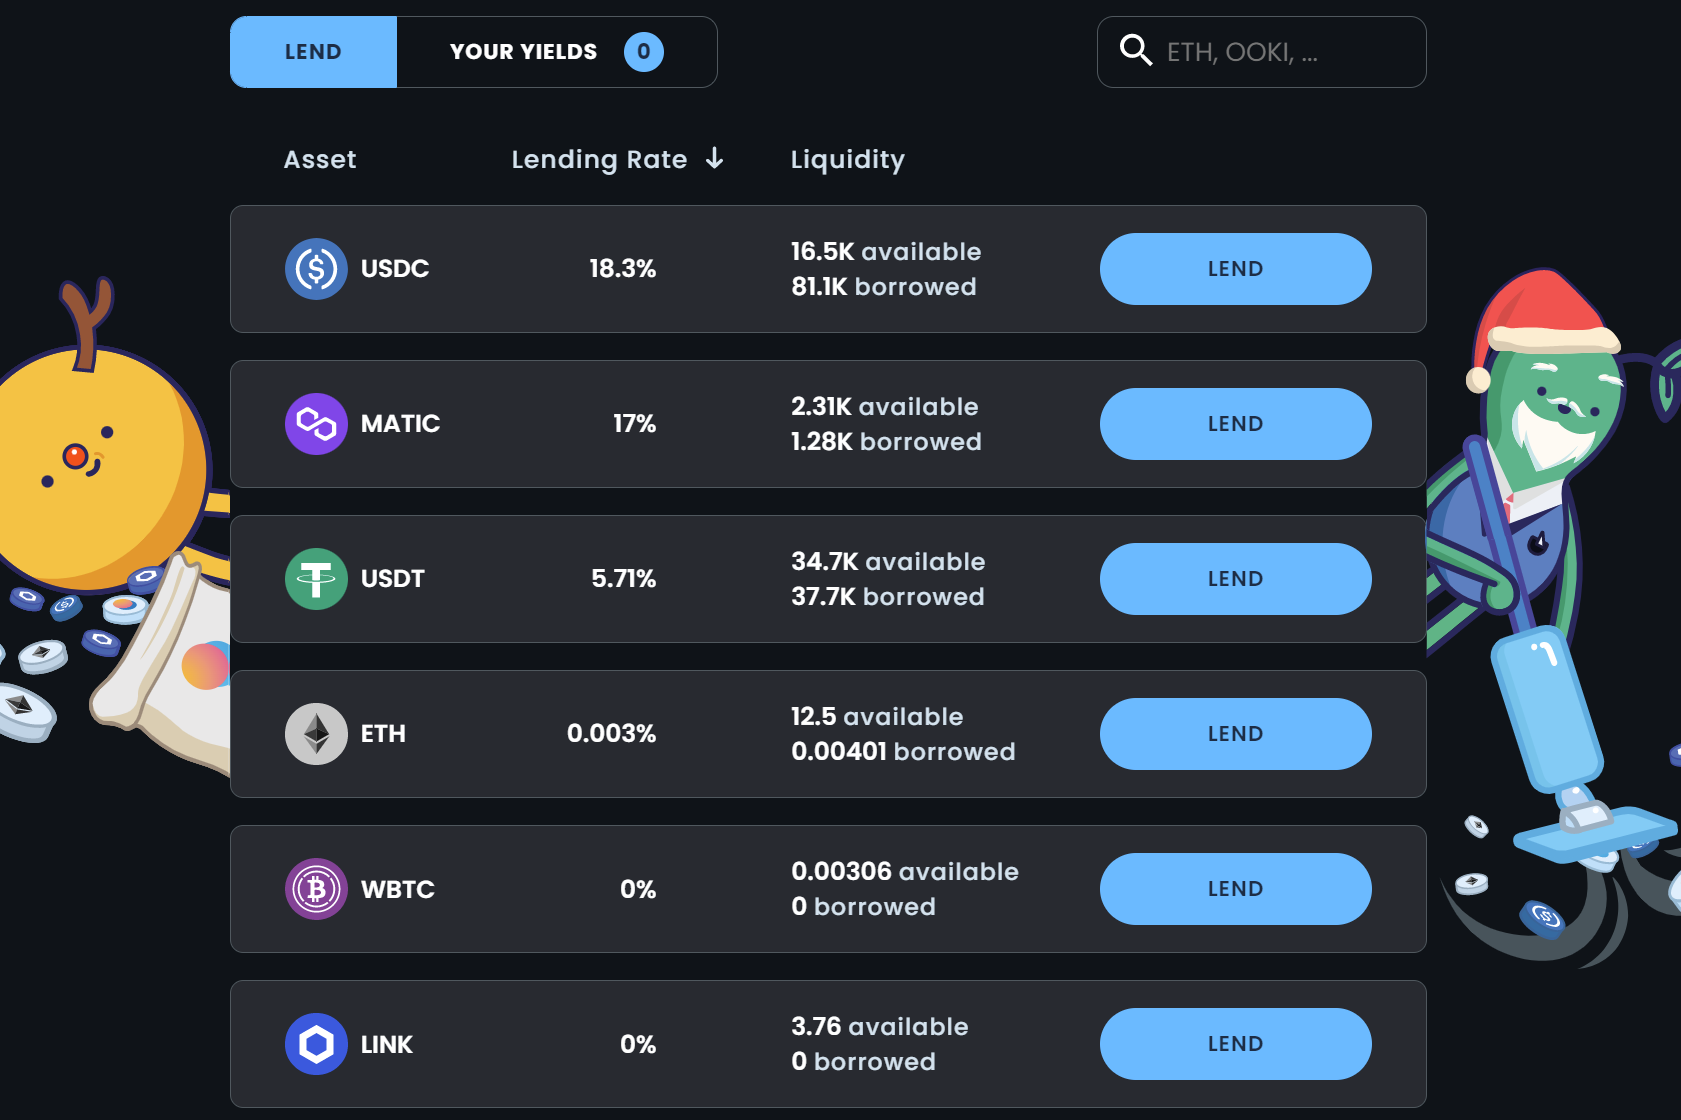 LEND YOUR YIELDS 0 ETH, OOKI, ...
Asset Lending Rate ↓ Liquidity
USDC 18.3% 16.5K available LEND
81.1K borrowed
MATIC 17% 2.31K available LEND
1.28K borrowed
USDT 5.71% 34.7K available LEND
37.7K borrowed
ETH 0.003% 12.5 available LEND
0.00401 borrowed
WBTC 0% 0.00306 available LEND
0 borrowed
LINK 0% 3.76 available LEND
0 borrowed